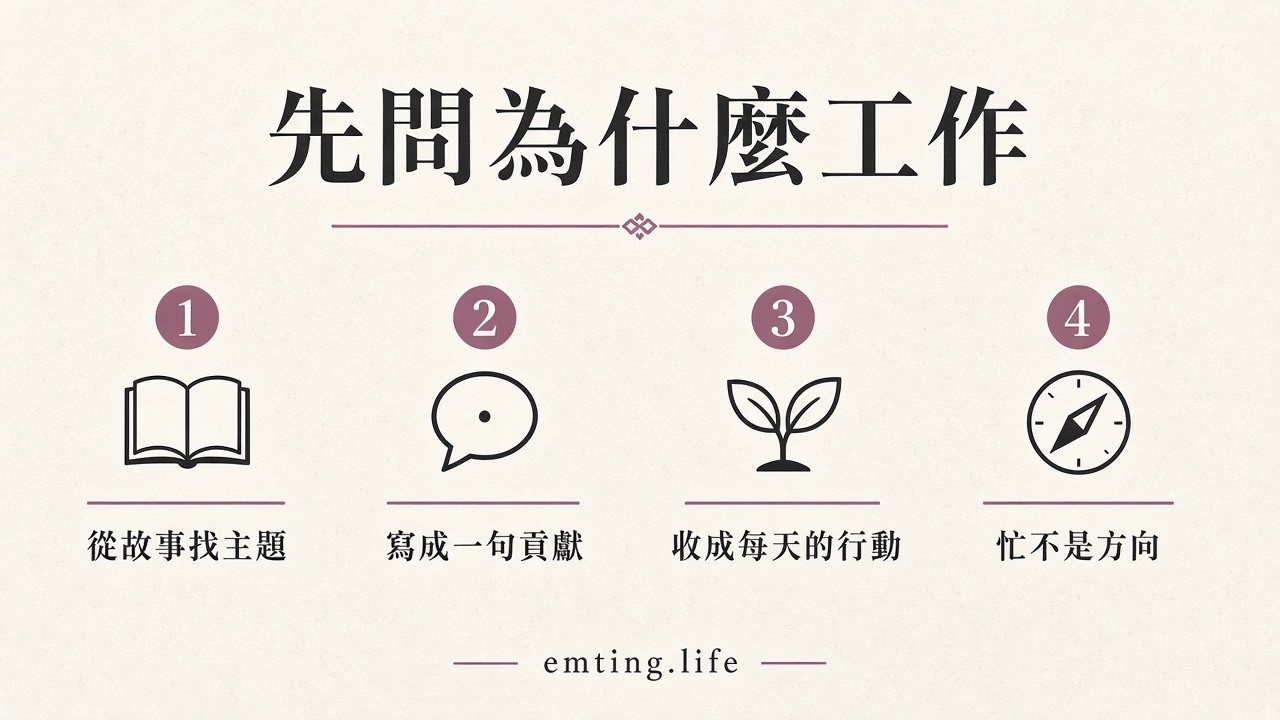 先問為什麼工作
1
從故事找主題
2
寫成一句貢獻
3
收成每天的行動
4
忙不是方向
emting.life